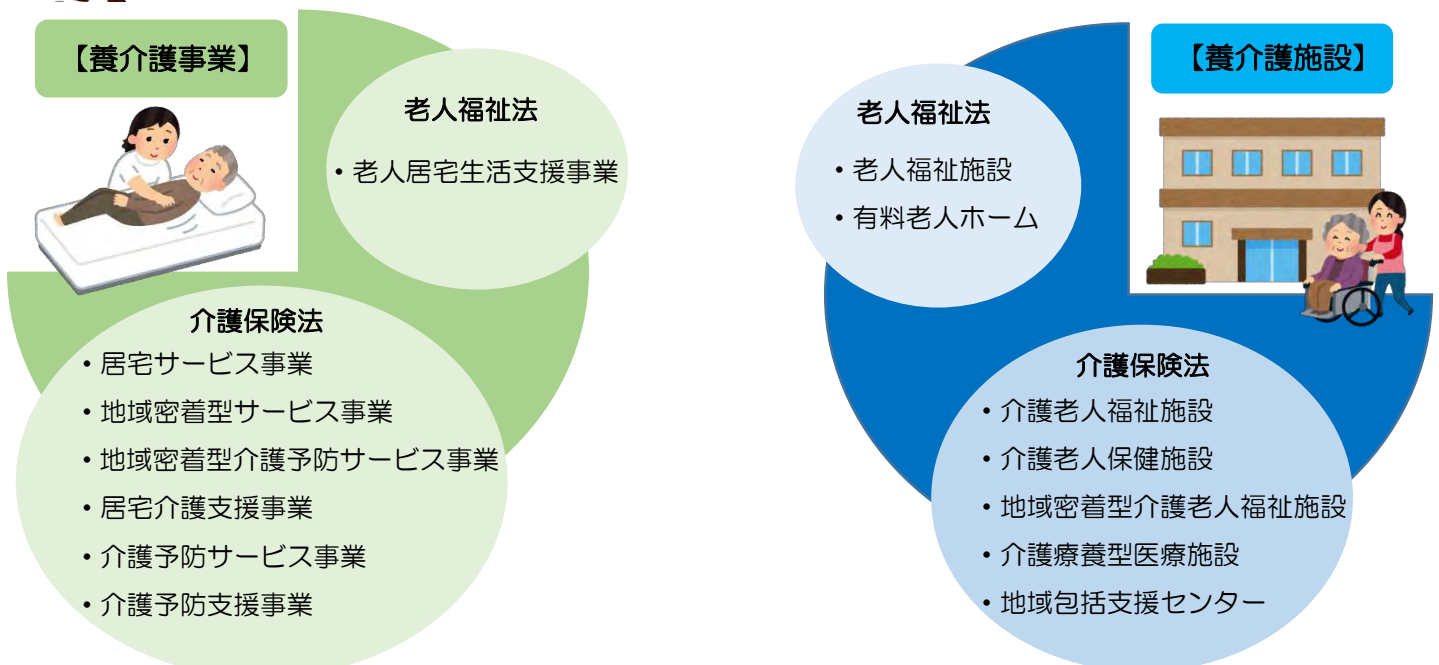 【養介護事業】
老人福祉法
・老人居宅生活支援事業
介護保険法
・居宅サービス事業
・地域密着型サービス事業
・地域密着型介護予防サービス事業
・居宅介護支援事業
・介護予防サービス事業
・介護予防支援事業
【養介護施設】
老人福祉法
・老人福祉施設
・有料老人ホーム
介護保険法
・介護老人福祉施設
・介護老人保健施設
・地域密着型介護老人福祉施設
・介護療養型医療施設
・地域包括支援センター